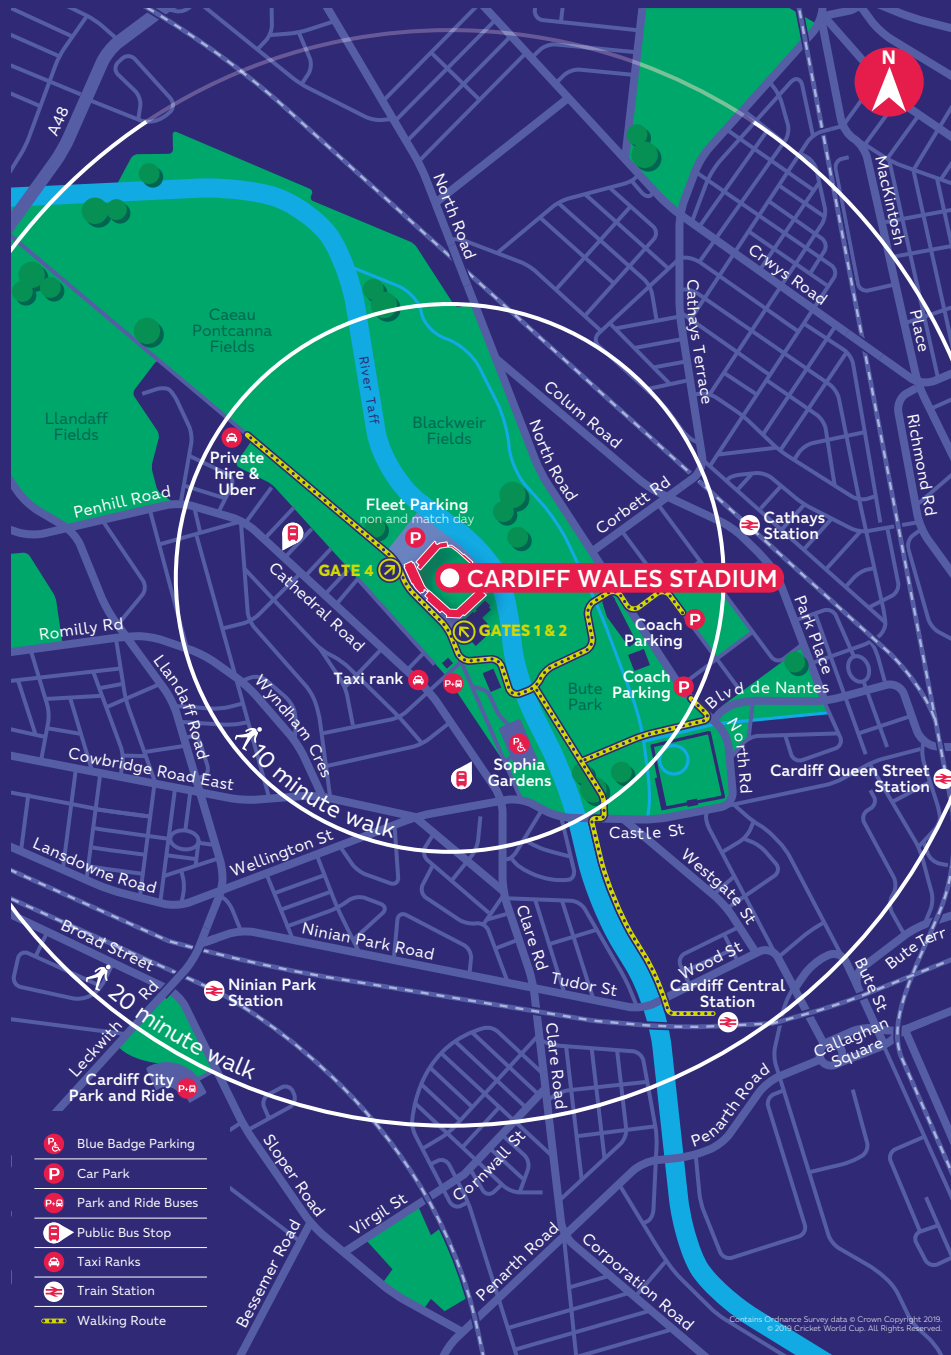 N
A48
North Road
MacKintosh
Place
Crwys Road
Cathays Terrace
Caeau
Pontcanna
Fields
River Taff
Llandaff
Fields
Blackweir
Fields
Colum Road
North Road
Richmond Rd
Private
hire &
Uber
Penhill Road
Corbett Rd
Fleet Parking
non and match day
P
Cathays
Station
GATE 4
CARDIFF WALES STADIUM
Cathedral Road
Park Place
Romilly Rd
GATES 1 & 2
Coach
Parking
P
Llandaff Road
Wyndham Cres
Taxi rank
P+
Coach
Parking
P
Bute
Park
Blvd de Nantes
North Rd
P
Sophia
Gardens
Cowbridge Road East
10 minute walk
Cardiff Queen Street
Station
Castle St
Wellington St
Westgate St
Lansdowne Road
Broad Street
Ninian Park Road
Clare Rd
Tudor St
Wood St
Bute Terr
Bute St
Ninian Park
Station
Cardiff Central
Station
20 minute walk
Leckwith Rd
Clare Road
Callaghan
Square
Cardiff City
Park and Ride
P+
Penarth Road
Sloper Road
Cornwall St
Virgil St
Bessemer Road
Penarth Road
Corporation Road
P
Blue Badge Parking
P
Car Park
P+
Park and Ride Buses
Public Bus Stop
Taxi Ranks
Train Station
Walking Route
Contains Ordnance Survey data © Crown Copyright 2019.
© 2019 Cricket World Cup. All Rights Reserved.